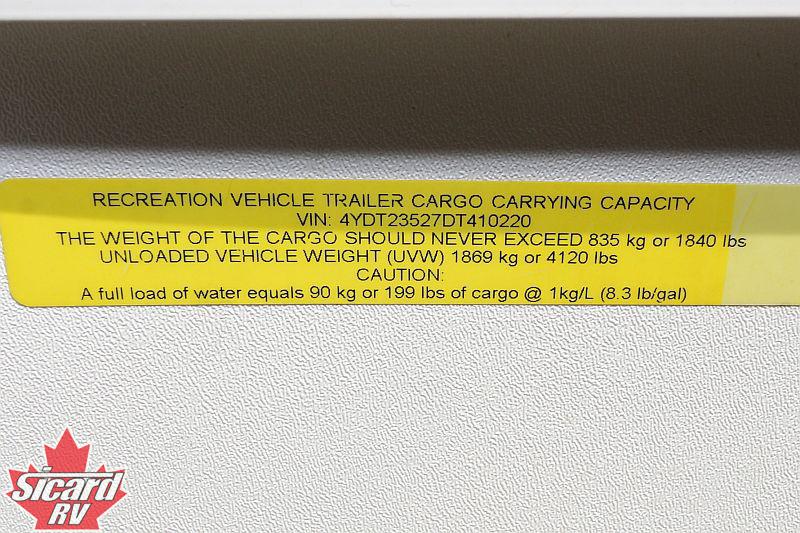 RECREATION VEHICLE TRAILER CARGO CARRYING CAPACITY
VIN: 4YDT23527DT410220
THE WEIGHT OF THE CARGO SHOULD NEVER EXCEED 835 kg or 1840 lbs
UNLOADED VEHICLE WEIGHT (UVW) 1869 kg or 4120 lbs
CAUTION:
A full load of water equals 90 kg or 199 lbs of cargo @ 1kg/L (8.3 lb/gal)
Sicard
RV